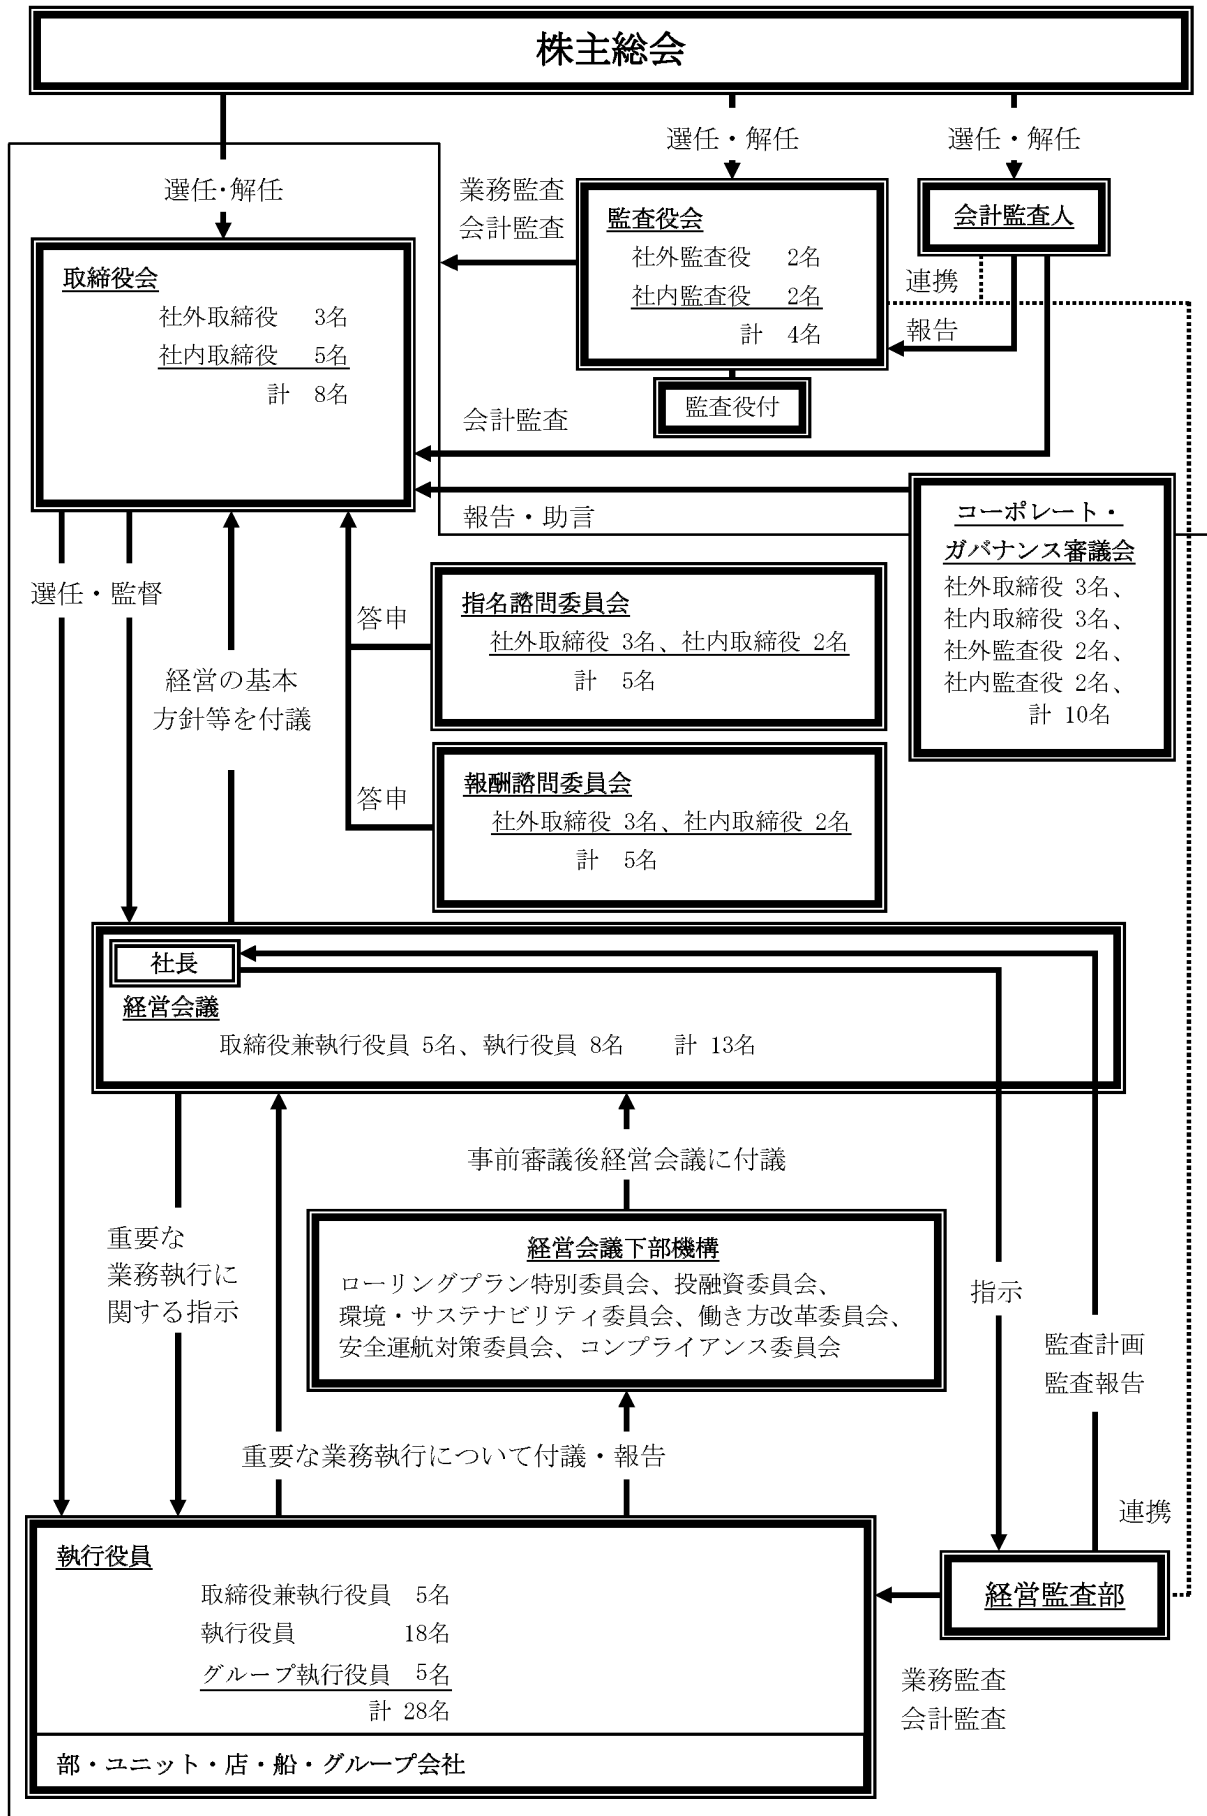 株主総会
選任・解任
選任・解任
選任・解任
業務監査
会計監査
監査役会
社外監査役 2名
社内監査役 2名
計 4名
監査役付
会計監査人
連携
報告
取締役会
社外取締役 3名
社内取締役 5名
計 8名
会計監査
報告・助言
コーポレート・
ガバナンス審議会
社外取締役 3名、
社内取締役 3名、
社外監査役 2名、
社内監査役 2名、
計 10名
選任・監督
答申
指名諮問委員会
社外取締役 3名、社内取締役 2名
計 5名
経営の基本
方針等を付議
答申
報酬諮問委員会
社外取締役 3名、社内取締役 2名
計 5名
社長
経営会議
取締役兼執行役員 5名、執行役員 8名 計 13名
事前審議後経営会議に付議
重要な
業務執行に
関する指示
経営会議下部機構
ローリングプラン特別委員会、投融資委員会、
環境・サステナビリティ委員会、働き方改革委員会、
安全運航対策委員会、コンプライアンス委員会
指示
監査計画
監査報告
重要な業務執行について付議・報告
連携
執行役員
取締役兼執行役員 5名
執行役員 18名
グループ執行役員 5名
計 28名
経営監査部
業務監査
会計監査
部・ユニット・店・船・グループ会社